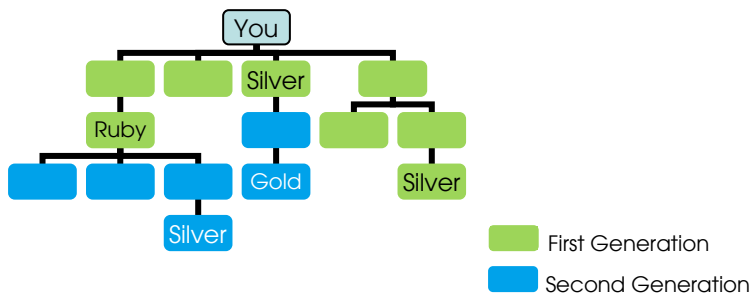 You
Silver
Ruby
Gold
Silver
Silver
First Generation
Second Generation